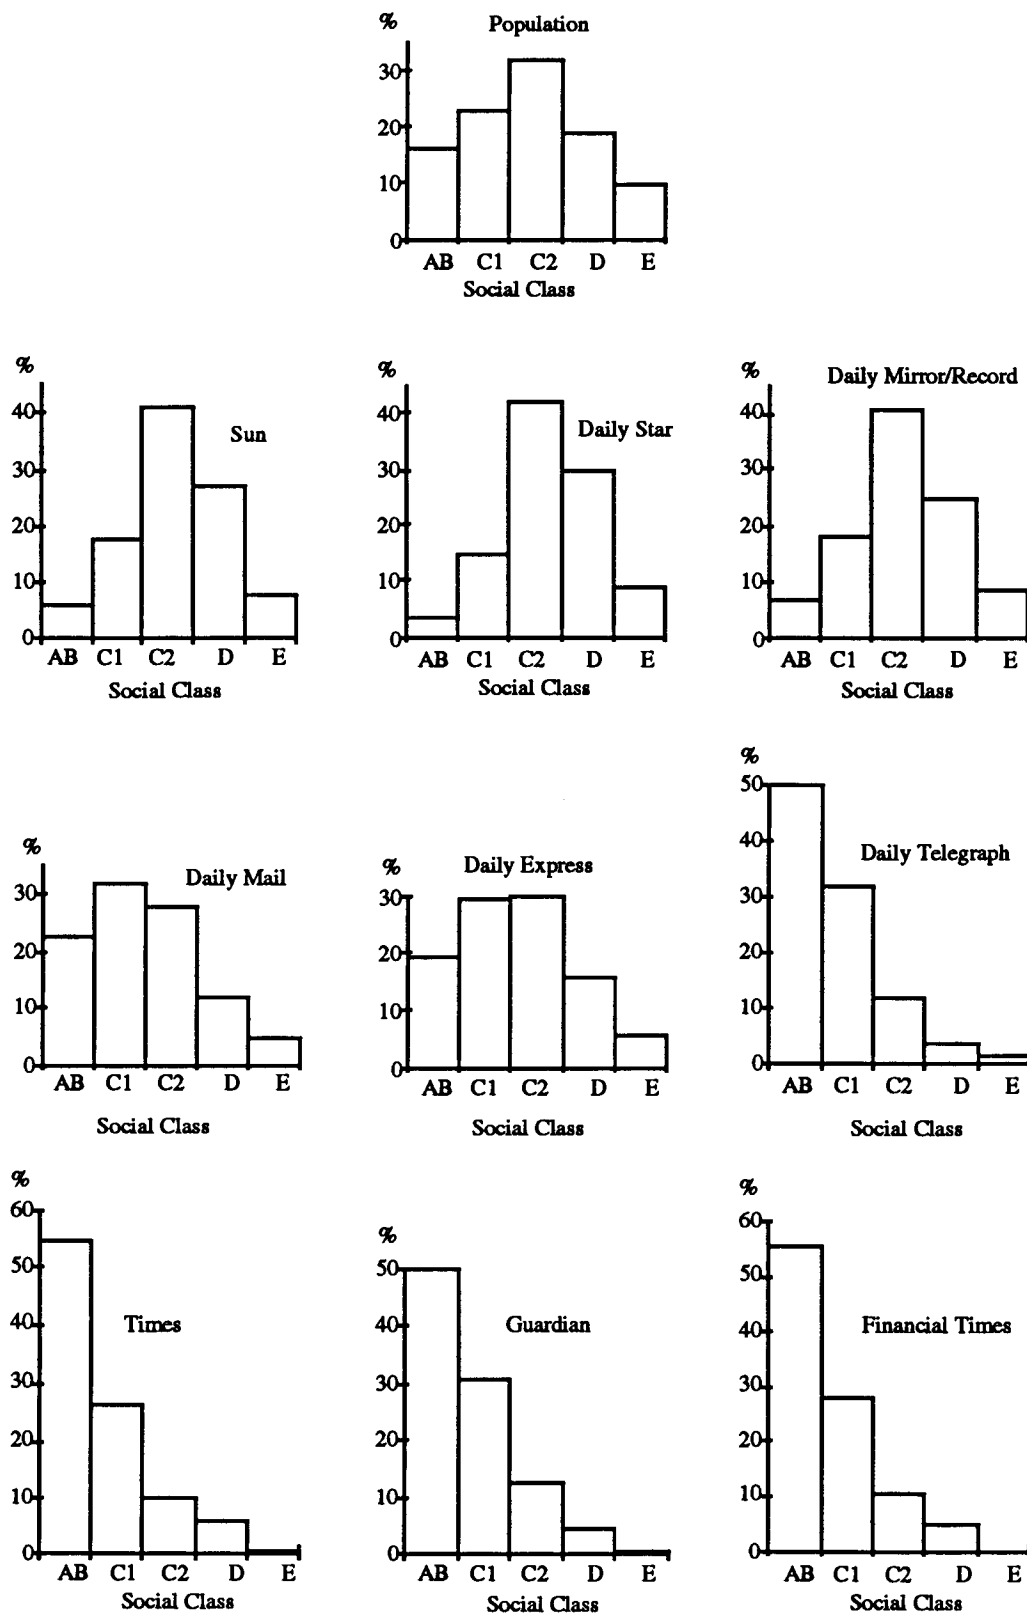 %
Population
30
20
10
0
AB C1 C2 D E
Social Class
%
Sun
40
30
20
10
0
AB C1 C2 D E
Social Class
%
Daily Star
40
30
20
10
0
AB C1 C2 D E
Social Class
%
Daily Mirror/Record
40
30
20
10
0
AB C1 C2 D E
Social Class
%
Daily Mail
30
20
10
0
AB C1 C2 D E
Social Class
%
Daily Express
30
20
10
0
AB C1 C2 D E
Social Class
%
50
Daily Telegraph
40
30
20
10
0
AB C1 C2 D E
Social Class
%
60
50
40
Times
30
20
10
0
AB C1 C2 D E
Social Class
%
50
40
Guardian
30
20
10
0
AB C1 C2 D E
Social Class
%
60
50
40
Financial Times
30
20
10
0
AB C1 C2 D E
Social Class